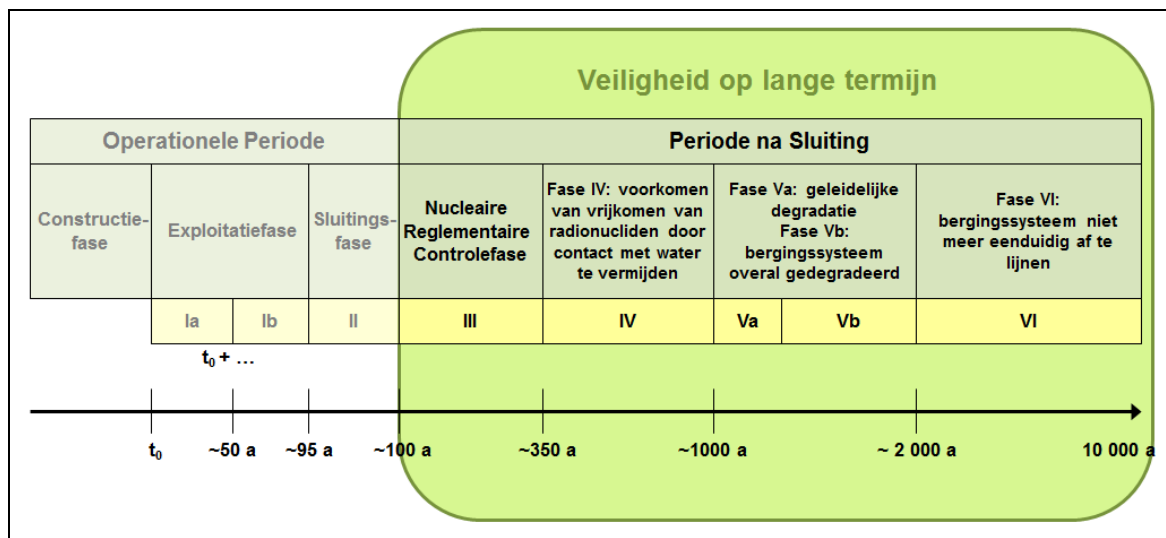 Veiligheid op lange termijn
Operationele Periode
Periode na Sluiting
Constructie-
fase
Exploitatiefase
Sluitings-
fase
Nucleaire
Reglementaire
Controlefase
Fase IV: voorkomen
van vrijkomen van
radionucliden door
contact met water
te vermijden
Fase Va: geleidelijke
degradatie
Fase Vb:
bergingssysteem
overal gedegradeerd
Fase VI:
bergingssysteem niet
meer eenduidig af te
lijnen
Ia
Ib
II
III
IV
Va
Vb
VI
t₀ + …
t₀
~50 a
~95 a
~100 a
~350 a
~1000 a
~ 2 000 a
10 000 a